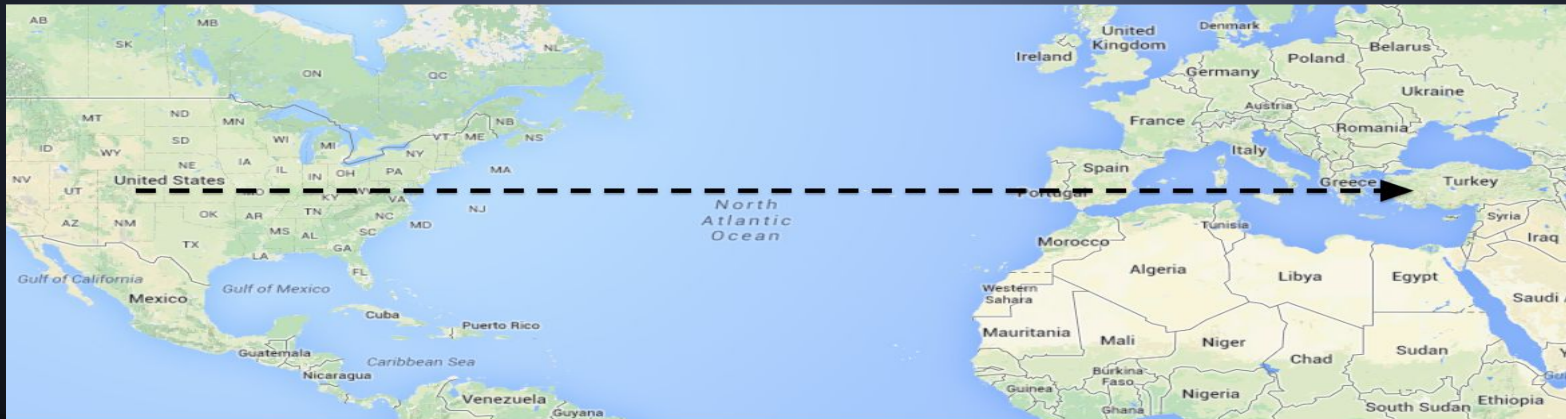 AB
MB
SK
NL
ON
QC
MT
ND
MN
NB
NS
VT
ME
ID
WY
SD
WI
MI
NY
MA
NE
IA
IL
IN
OH
PA
NV
UT
United States
MO
KY
WV
VA
NJ
AZ
NM
OK
AR
TN
NC
MD
TX
MS
AL
SC
GA
LA
FL
Gulf of California
Gulf of Mexico
Mexico
Cuba
Puerto Rico
Guatemala
Caribbean Sea
Nicaragua
Venezuela
Guyana
North
Atlantic
Ocean
United
Kingdom
Denmark
Ireland
Belarus
Poland
Germany
Ukraine
Austria
France
Romania
Italy
Spain
Portugal
Greece
Turkey
Syria
Iraq
Tunisia
Morocco
Algeria
Libya
Egypt
Western
Sahara
Saudi
Mauritania
Mali
Niger
Chad
Sudan
Burkina
Faso
Guinea
Nigeria
Ghana
South Sudan
Ethiopia